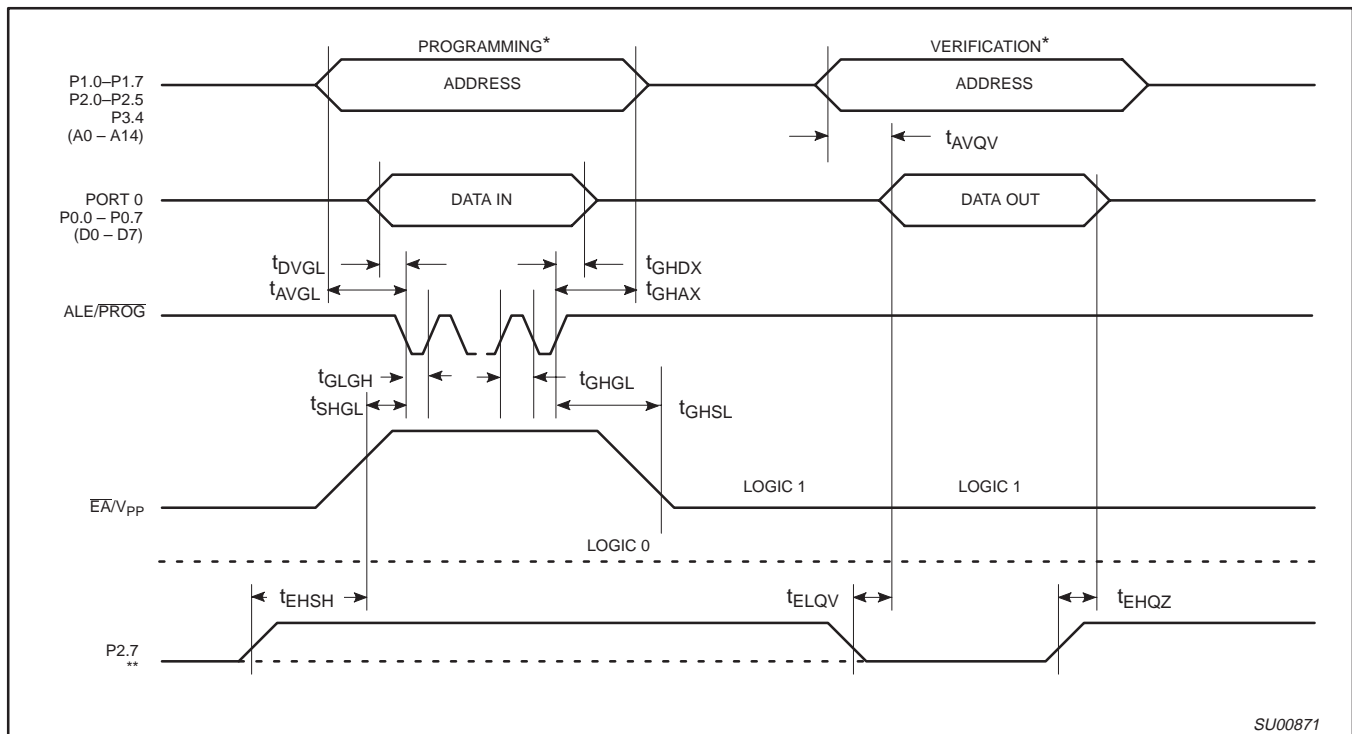 PROGRAMMING*
VERIFICATION*
P1.0–P1.7
P2.0–P2.5
P3.4
(A0 – A14)
ADDRESS
ADDRESS
tAVQV
PORT 0
P0.0 – P0.7
(D0 – D7)
DATA IN
DATA OUT
tDVGL
tGHDX
tAVGL
tGHAX
ALE/PROG
tGLGH
tGHGL
tSHGL
tGHSL
EA/VPP
LOGIC 1
LOGIC 1
LOGIC 0
tEHSH
tELQV
tEHQZ
P2.7
**
SU00871